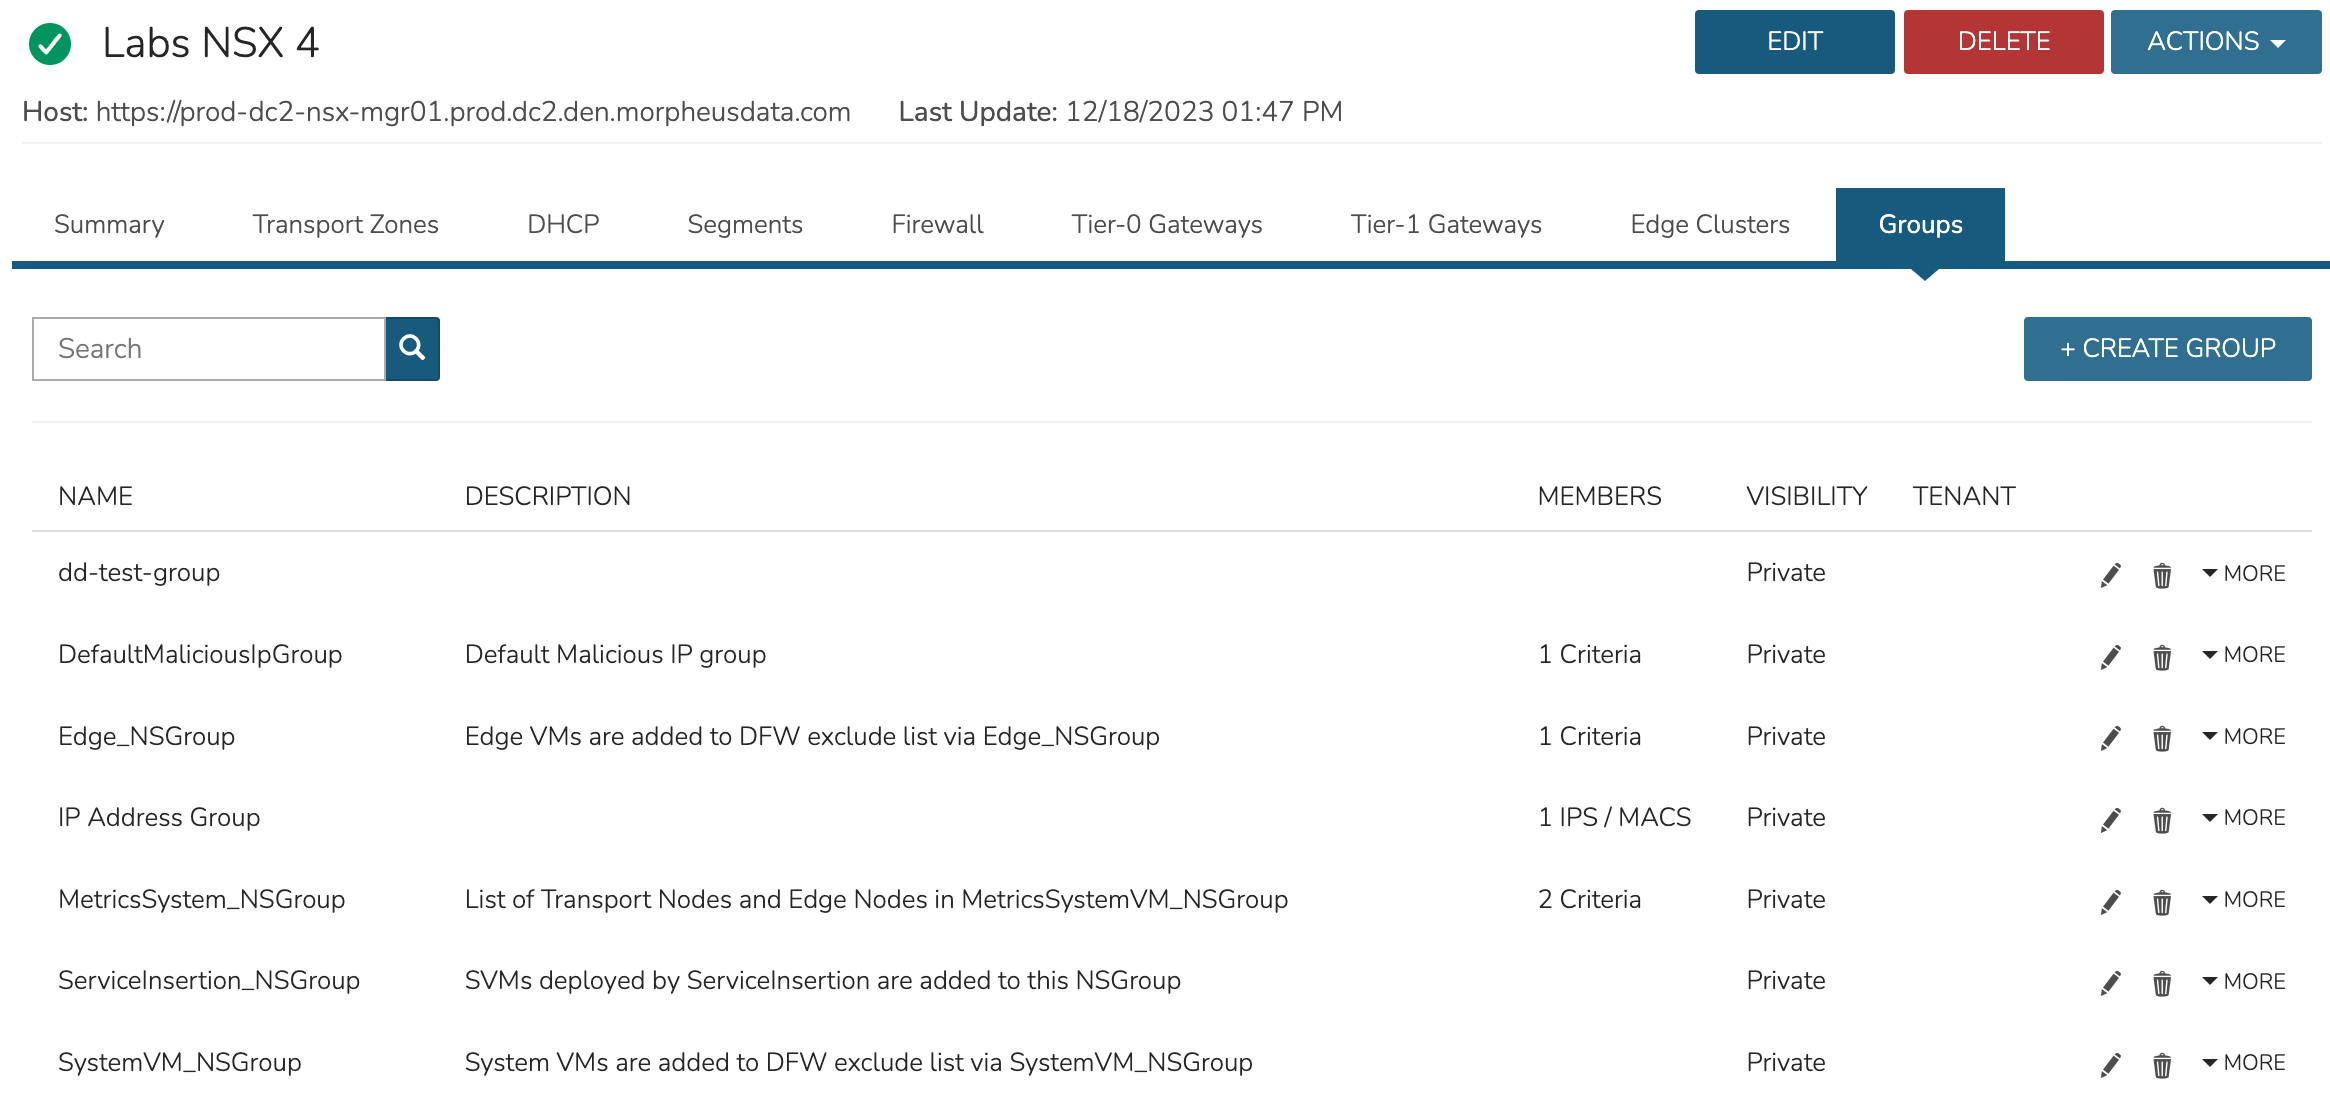 Labs NSX 4
EDIT
DELETE
ACTIONS
Host: https://prod-dc2-nsx-mgr01.prod.dc2.den.morpheusdata.com Last Update: 12/18/2023 01:47 PM
Summary Transport Zones DHCP Segments Firewall Tier-0 Gateways Tier-1 Gateways Edge Clusters Groups
Search
+ CREATE GROUP
NAME DESCRIPTION MEMBERS VISIBILITY TENANT
dd-test-group Private MORE
DefaultMaliciousIpGroup Default Malicious IP group 1 Criteria Private MORE
Edge_NSGroup Edge VMs are added to DFW exclude list via Edge_NSGroup 1 Criteria Private MORE
IP Address Group 1 IPS / MACS Private MORE
MetricsSystem_NSGroup List of Transport Nodes and Edge Nodes in MetricsSystemVM_NSGroup 2 Criteria Private MORE
ServiceInsertion_NSGroup SVMs deployed by ServiceInsertion are added to this NSGroup Private MORE
SystemVM_NSGroup System VMs are added to DFW exclude list via SystemVM_NSGroup Private MORE